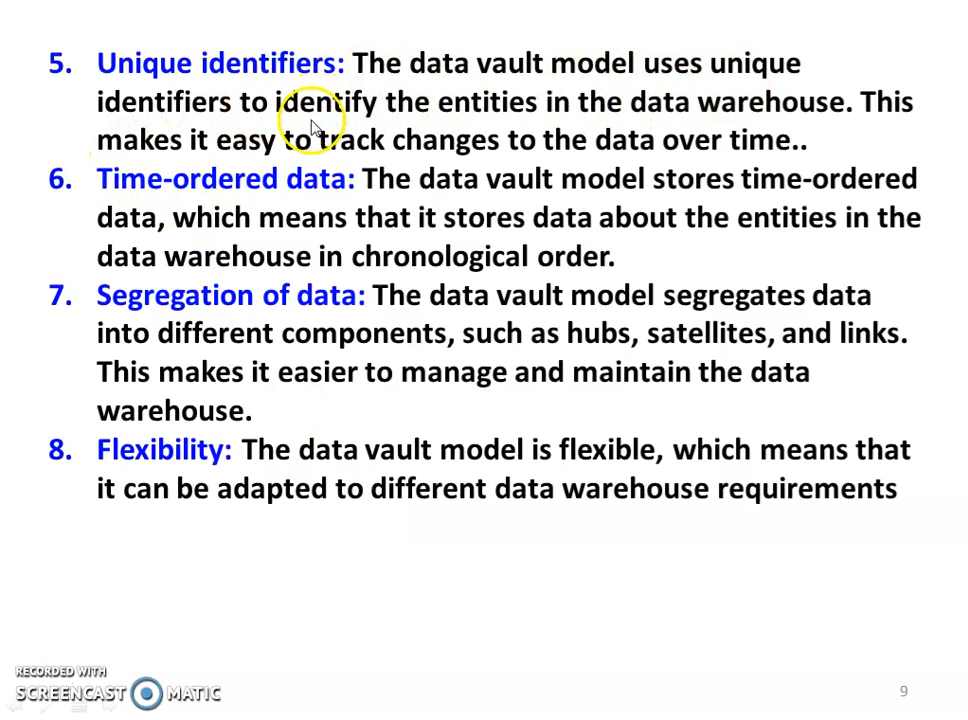 5. Unique identifiers: The data vault model uses unique
identifiers to identify the entities in the data warehouse. This
makes it easy to track changes to the data over time..
6. Time-ordered data: The data vault model stores time-ordered
data, which means that it stores data about the entities in the
data warehouse in chronological order.
7. Segregation of data: The data vault model segregates data
into different components, such as hubs, satellites, and links.
This makes it easier to manage and maintain the data
warehouse.
8. Flexibility: The data vault model is flexible, which means that
it can be adapted to different data warehouse requirements
RECORDED WITH
SCREENCAST MATIC
9